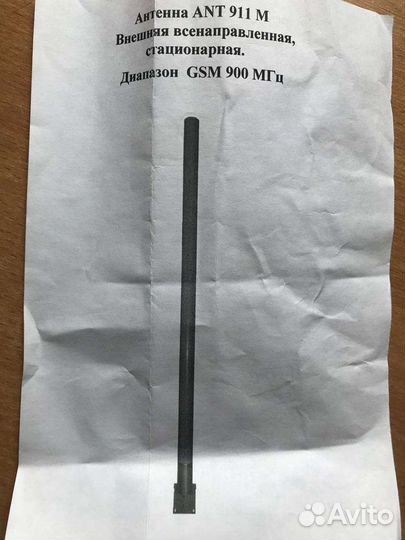 Антенна ANT 911 M
Внешняя всенаправленная,
стационарная.
Диапазон GSM 900 МГц
Avito